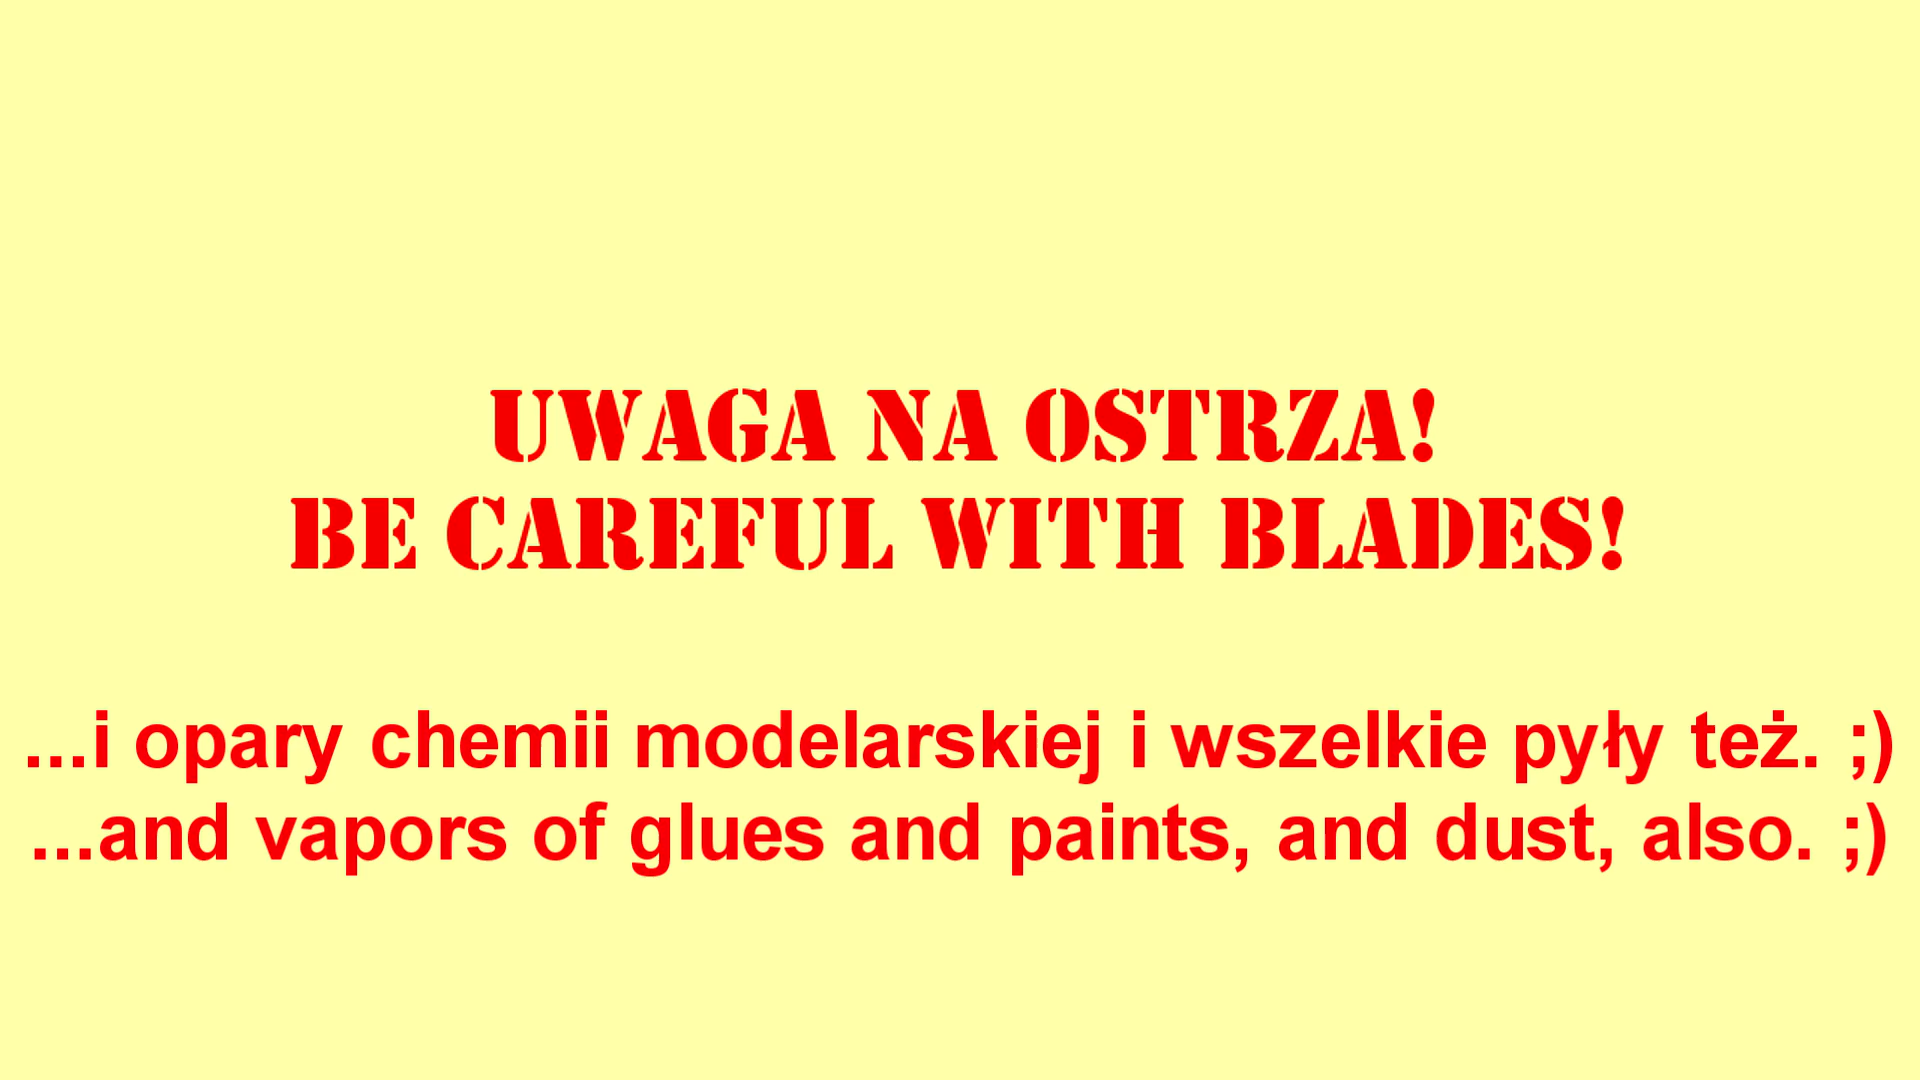 UWAGA NA OSTRZA!
BE CAREFUL WITH BLADES!
...i opary chemii modelarskiej i wszelkie pyły też. ;)
...and vapors of glues and paints, and dust, also. ;)